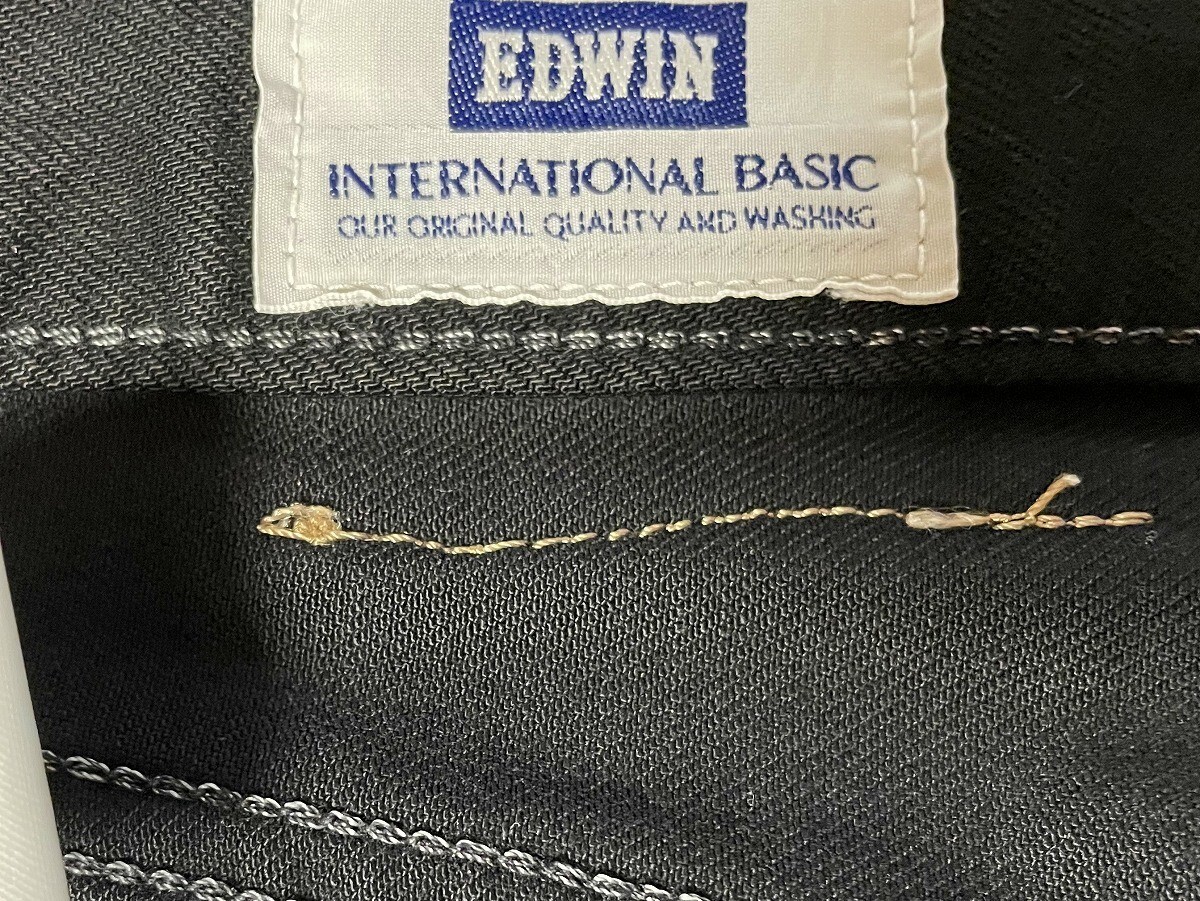 EDWIN
INTERNATIONAL BASIC
OUR ORIGINAL QUALITY AND WASHING